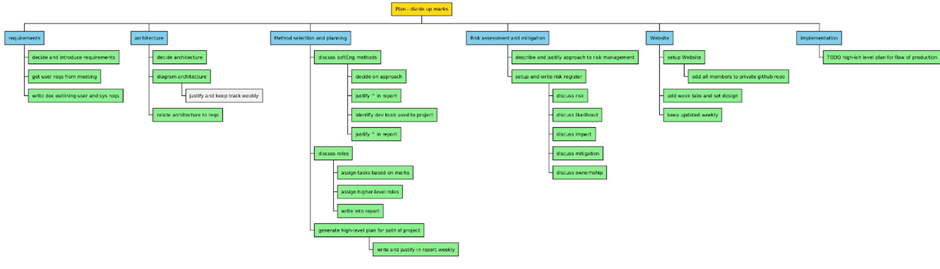 Plan - divide up marks
requirements
decide and introduce requirements
get user reqs from meeting
write doc outlining user and sys reqs
architecture
decide architecture
diagram architecture
justify and keep track weekly
relate architecture to reqs
Method selection and planning
discuss softEng methods
decide on approach
justify ^ in report
identify dev tools used to project
justify ^ in report
discuss roles
assign tasks based on marks
assign higher-level roles
write into report
generate high-level plan for path of project
write and justify in report weekly
Risk assessment and mitigation
describe and justify approach to risk management
setup and write risk register
discuss risk
discuss likelihood
discuss impact
discuss mitigation
discuss ownership
Website
setup Website
add all members to private github repo
add week tabs and set design
keep updated weekly
Implementation
TODO high-level plan for flow of production